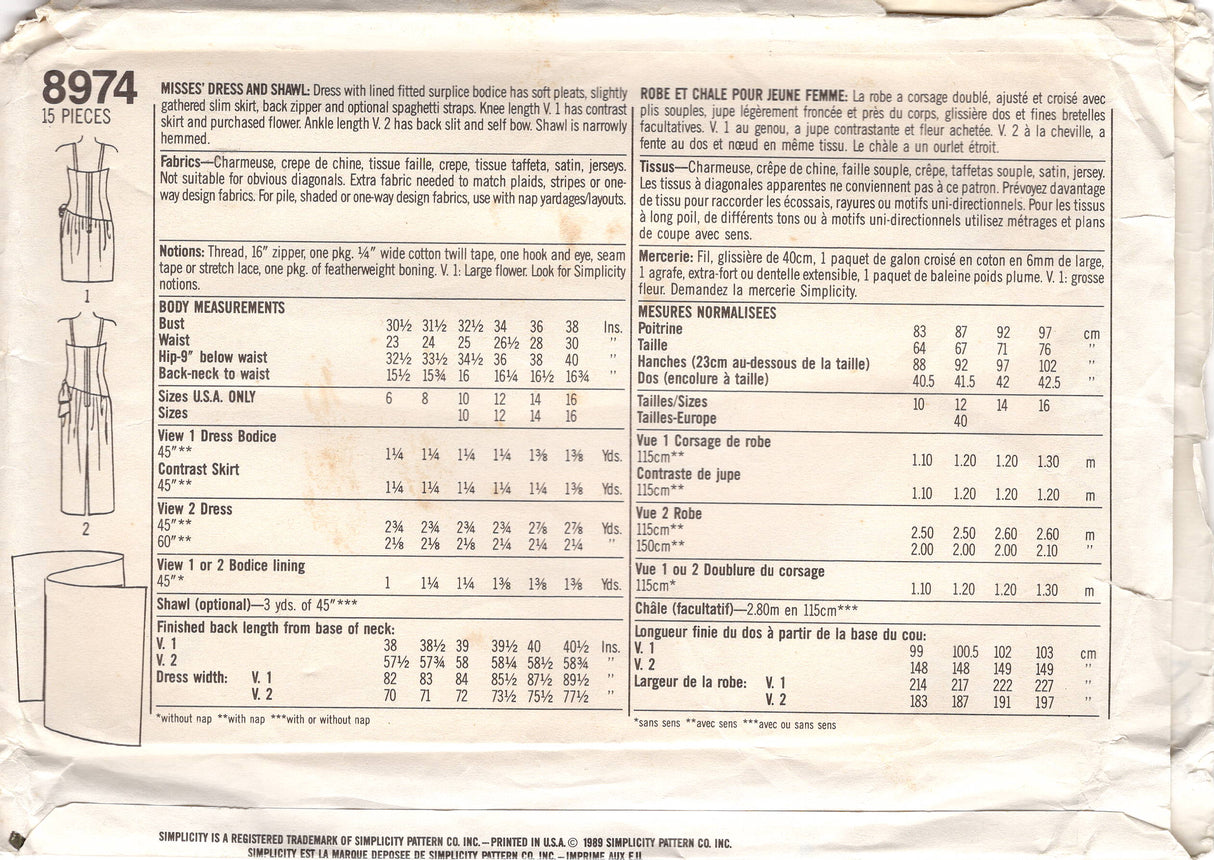 8974
15 PIECES
1
2
MISSES' DRESS AND SHAWL: Dress with lined fitted surplice bodice has soft pleats, slightly
gathered slim skirt, back zipper and optional spaghetti straps. Knee length V. 1 has contrast
skirt and purchased flower. Ankle length V. 2 has back slit and self bow. Shawl is narrowly
hemmed.
Fabrics—Charmeuse, crepe de chine, tissue faille, crepe, tissue taffeta, satin, jerseys.
Not suitable for obvious diagonals. Extra fabric needed to match plaids, stripes or one-
way design fabrics. For pile, shaded or one-way design fabrics, use with nap yardages/layouts.
Notions: Thread, 16" zipper, one pkg. ¼" wide cotton twill tape, one hook and eye, seam
tape or stretch lace, one pkg. of featherweight boning. V. 1: Large flower. Look for Simplicity
notions.
BODY MEASUREMENTS
Bust 30½ 31½ 32½ 34 36 38 Ins.
Waist 23 24 25 26½ 28 30 "
Hip-9" below waist 32½ 33½ 34½ 36 38 40 "
Back-neck to waist 15½ 15¾ 16 16¼ 16½ 16¾ "
Sizes U.S.A. ONLY 6 8 10 12 14 16
Sizes 10 12 14 16
View 1 Dress Bodice
45"** 1¼ 1¼ 1¼ 1¼ 1⅜ 1⅜ Yds.
Contrast Skirt
45"** 1¼ 1¼ 1¼ 1¼ 1¼ 1⅜ Yds.
View 2 Dress
45"** 2¾ 2¾ 2¾ 2¾ 2⅞ 2⅞ Yds.
60"** 2⅛ 2⅛ 2⅛ 2¼ 2¼ 2¼ "
View 1 or 2 Bodice lining
45"* 1 1¼ 1¼ 1⅜ 1⅜ 1⅜ Yds.
Shawl (optional)—3 yds. of 45"***
Finished back length from base of neck:
V. 1 38 38½ 39 39½ 40 40½ Ins.
V. 2 57½ 57¾ 58 58¼ 58½ 58¾ "
Dress width: V. 1 82 83 84 85½ 87½ 89½ "
V. 2 70 71 72 73½ 75½ 77½ "
*without nap **with nap ***with or without nap
ROBE ET CHALE POUR JEUNE FEMME: La robe a corsage doublé, ajusté et croisé avec
plis souples, jupe légèrement froncée et près du corps, glissière dos et fines bretelles
facultatives. V. 1 au genou, a jupe contrastante et fleur achetée. V. 2 à la cheville, a
fente au dos et nœud en même tissu. Le châle a un ourlet étroit.
Tissus—Charmeuse, crêpe de chine, faille souple, crêpe, taffetas souple, satin, jersey.
Les tissus à diagonales apparentes ne conviennent pas à ce patron. Prévoyez davantage
de tissu pour raccorder les écossais, rayures ou motifs uni-directionnels. Pour les tissus
à long poil, de différents tons ou à motifs uni-directionnels utilisez métrages et plans
de coupe avec sens.
Mercerie: Fil, glissière de 40cm, 1 paquet de galon croisé en coton en 6mm de large,
1 agrafe, extra-fort ou dentelle extensible, 1 paquet de baleine poids plume. V. 1: grosse
fleur. Demandez la mercerie Simplicity.
MESURES NORMALISEES
Poitrine 83 87 92 97 cm
Taille 64 67 71 76 "
Hanches (23cm au-dessous de la taille) 88 92 97 102 "
Dos (encolure à taille) 40.5 41.5 42 42.5 "
Tailles/Sizes 10 12 14 16
Tailles-Europe 40
Vue 1 Corsage de robe
115cm** 1.10 1.20 1.20 1.30 m
Contraste de jupe
115cm** 1.10 1.20 1.20 1.20 m
Vue 2 Robe
115cm** 2.50 2.50 2.60 2.60 m
150cm** 2.00 2.00 2.00 2.10 "
Vue 1 ou 2 Doublure du corsage
115cm* 1.10 1.20 1.20 1.30 m
Châle (facultatif)—2.80m en 115cm***
Longueur finie du dos à partir de la base du cou:
V. 1 99 100.5 102 103 cm
V. 2 148 148 149 149 "
Largeur de la robe: V. 1 214 217 222 227 "
V. 2 183 187 191 197 "
*sans sens **avec sens ***avec ou sans sens
SIMPLICITY IS A REGISTERED TRADEMARK OF SIMPLICITY PATTERN CO. INC.—PRINTED IN U.S.A. © 1989 SIMPLICITY PATTERN CO. INC.
SIMPLICITY EST LA MARQUE DEPOSEE DE SIMPLICITY PATTERN CO. INC.—IMPRIME AUX E.U.